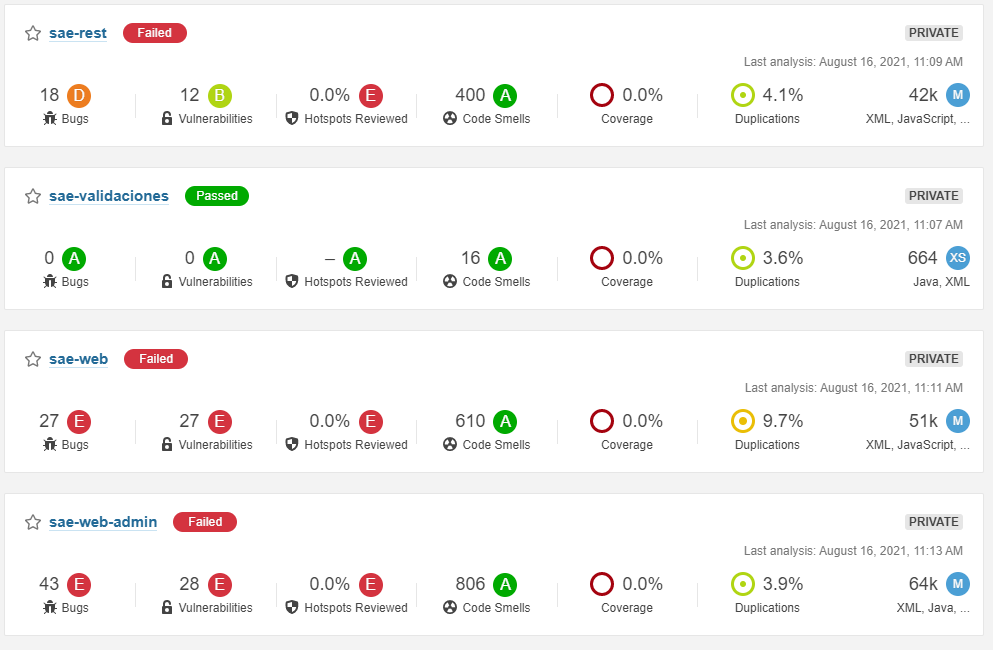 sae-rest Failed PRIVATE
Last analysis: August 16, 2021, 11:09 AM
18 D 12 B 0.0% E 400 A 0.0% 4.1% 42k M
Bugs Vulnerabilities Hotspots Reviewed Code Smells Coverage Duplications XML, JavaScript, ...
sae-validaciones Passed PRIVATE
Last analysis: August 16, 2021, 11:07 AM
0 A 0 A – A 16 A 0.0% 3.6% 664 XS
Bugs Vulnerabilities Hotspots Reviewed Code Smells Coverage Duplications Java, XML
sae-web Failed PRIVATE
Last analysis: August 16, 2021, 11:11 AM
27 E 27 E 0.0% E 610 A 0.0% 9.7% 51k M
Bugs Vulnerabilities Hotspots Reviewed Code Smells Coverage Duplications XML, JavaScript, ...
sae-web-admin Failed PRIVATE
Last analysis: August 16, 2021, 11:13 AM
43 E 28 E 0.0% E 806 A 0.0% 3.9% 64k M
Bugs Vulnerabilities Hotspots Reviewed Code Smells Coverage Duplications XML, Java, ...